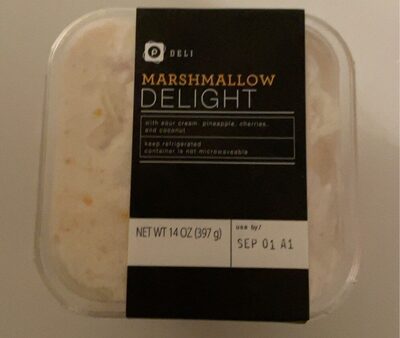 P DELI
MARSHMALLOW
DELIGHT
with sour cream, pineapple, cherries,
and coconut
keep refrigerated
container is not microwaveable
NET WT 14 OZ (397 g)
use by/
SEP 01 A1